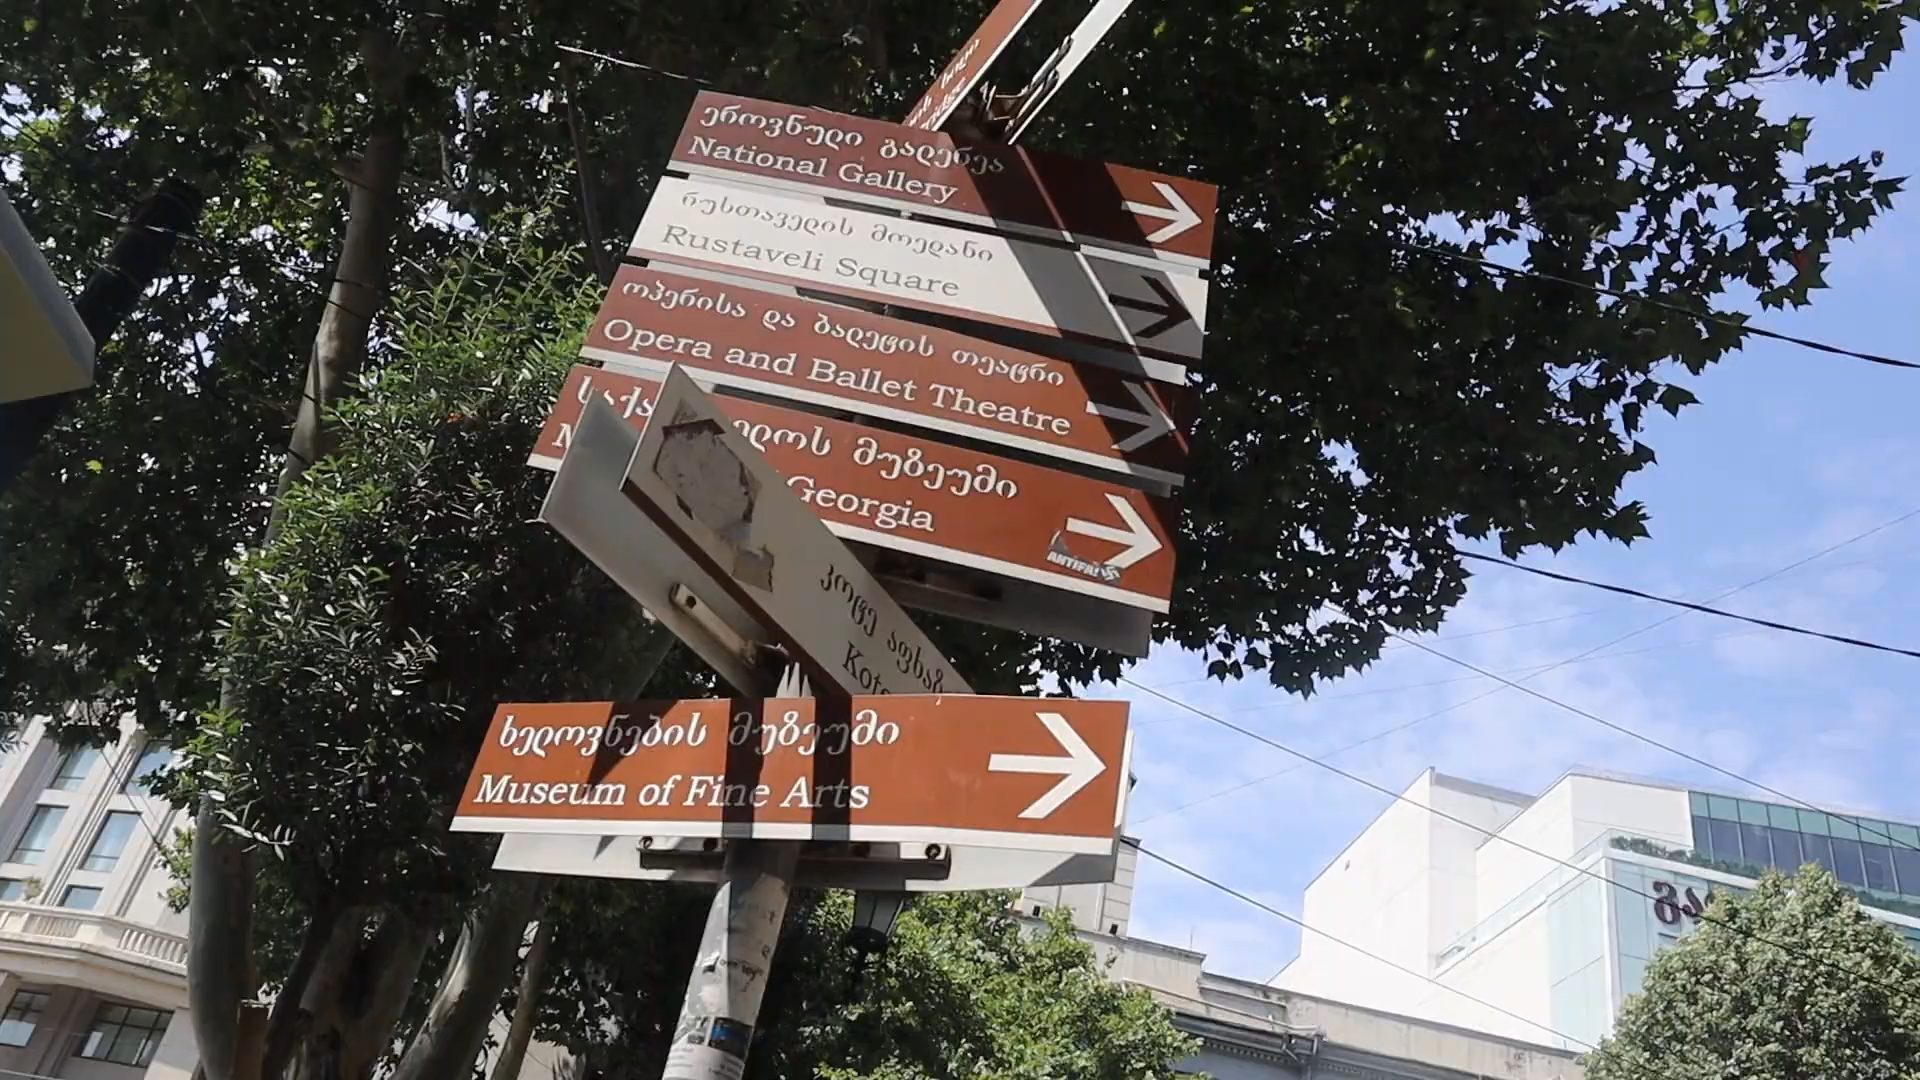 ეროვნული გალერეა
National Gallery
რუსთაველის მოედანი
Rustaveli Square
ოპერისა და ბალეტის თეატრი
Opera and Ballet Theatre
მუზეუმი
Georgia
ANTIFA!
კოტე
ხელოვნების მუზეუმი
Museum of Fine Arts